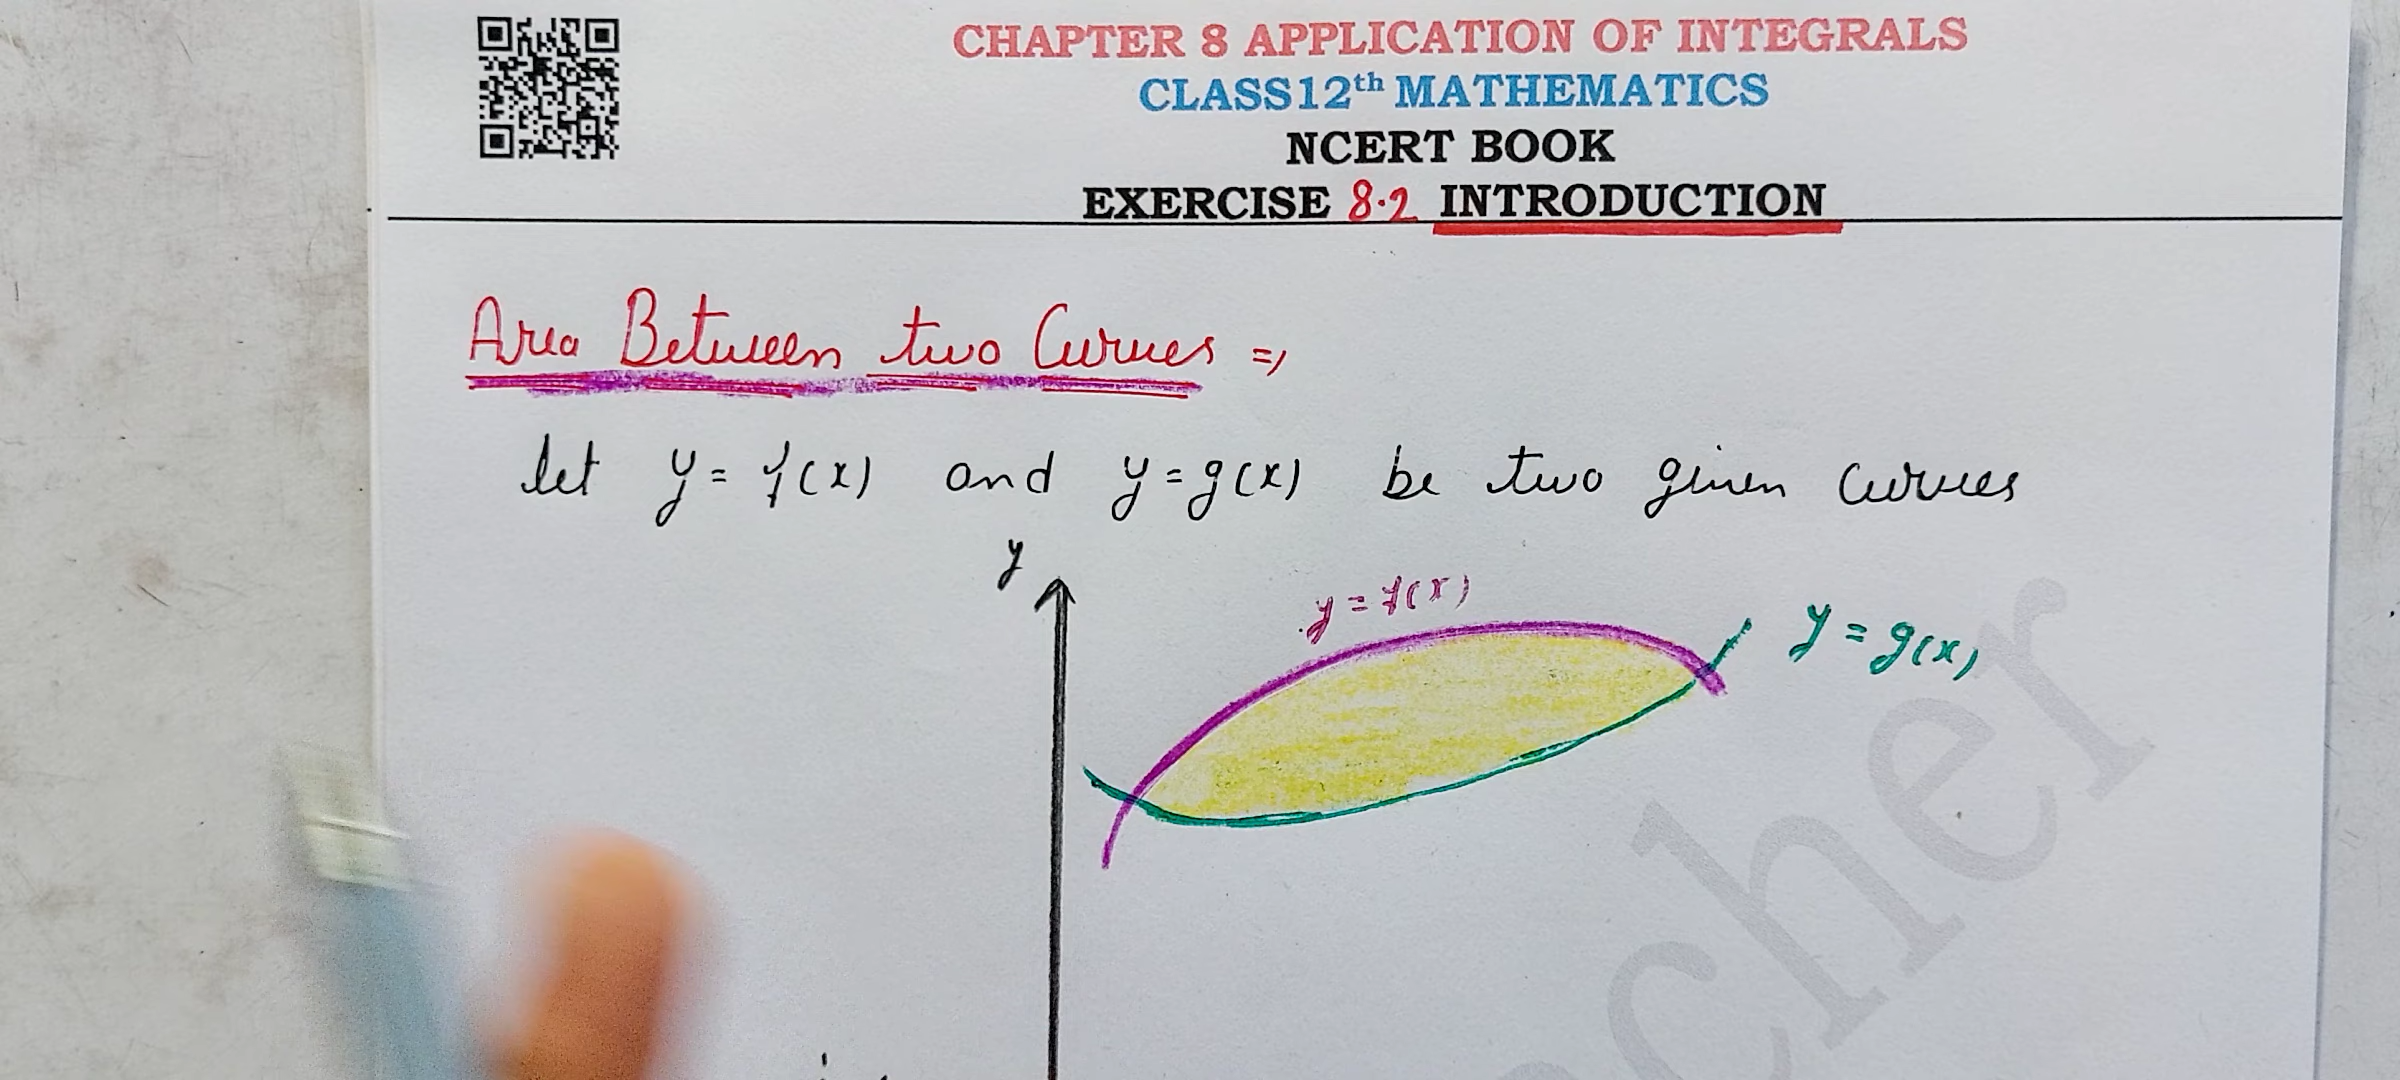 CHAPTER 8 APPLICATION OF INTEGRALS
CLASS12th MATHEMATICS
NCERT BOOK
EXERCISE 8.2 INTRODUCTION
Area Between two Curves =>
let y = f(x) and y = g(x) be two given curves
y
y = f(x)
y = g(x)
cher